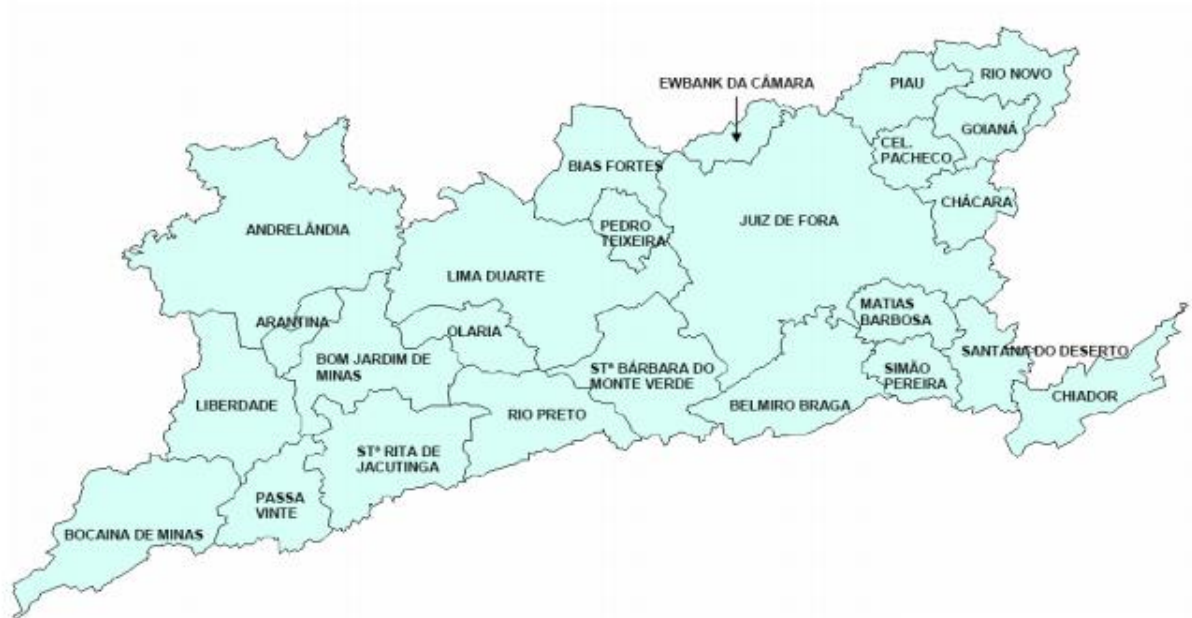 RIO NOVO
EWBANK DA CÂMARA
PIAU
GOIANÁ
CEL.
PACHECO
BIAS FORTES
CHÁCARA
JUIZ DE FORA
PEDRO
TEIXEIRA
ANDRELÂNDIA
LIMA DUARTE
MATIAS
BARBOSA
ARANTINA
OLARIA
SANTANA DO DESERTO
BOM JARDIM DE
MINAS
STª BÁRBARA DO
MONTE VERDE
SIMÃO
PEREIRA
CHIADOR
LIBERDADE
BELMIRO BRAGA
RIO PRETO
STª RITA DE
JACUTINGA
PASSA
VINTE
BOCAINA DE MINAS